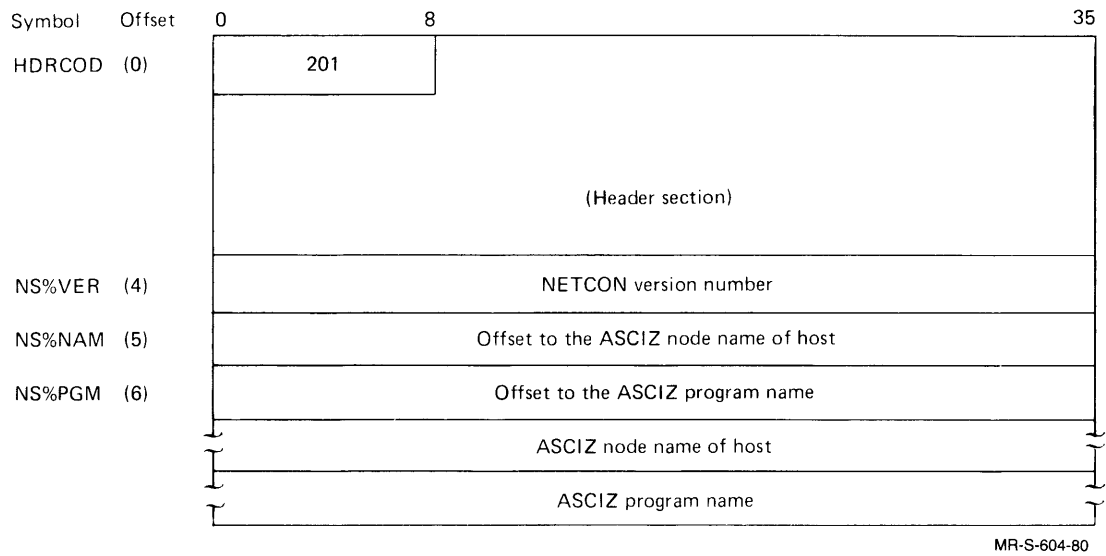 Symbol Offset 0 8 35
HDRCOD (0) 201
(Header section)
NS%VER (4) NETCON version number
NS%NAM (5) Offset to the ASCIZ node name of host
NS%PGM (6) Offset to the ASCIZ program name
ASCIZ node name of host
ASCIZ program name
MR-S-604-80